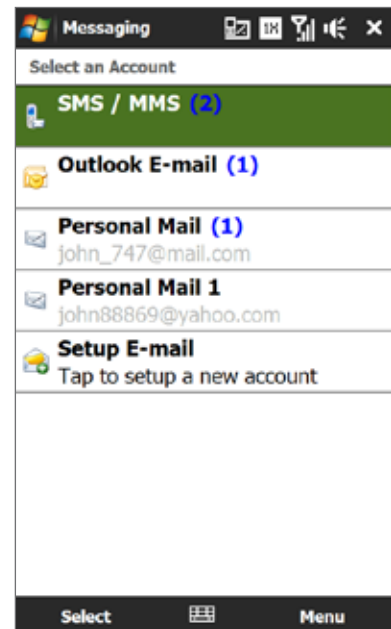 Messaging 1X
Select an Account
SMS / MMS (2)
Outlook E-mail (1)
Personal Mail (1)
john_747@mail.com
Personal Mail 1
john88869@yahoo.com
Setup E-mail
Tap to setup a new account
Select Menu